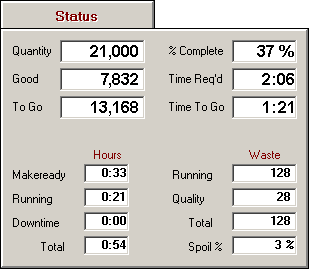 Status
Quantity 21,000 % Complete 37 %
Good 7,832 Time Req'd 2:06
To Go 13,168 Time To Go 1:21
Hours Waste
Makeready 0:33 Running 128
Running 0:21 Quality 28
Downtime 0:00 Total 128
Total 0:54 Spoil % 3 %